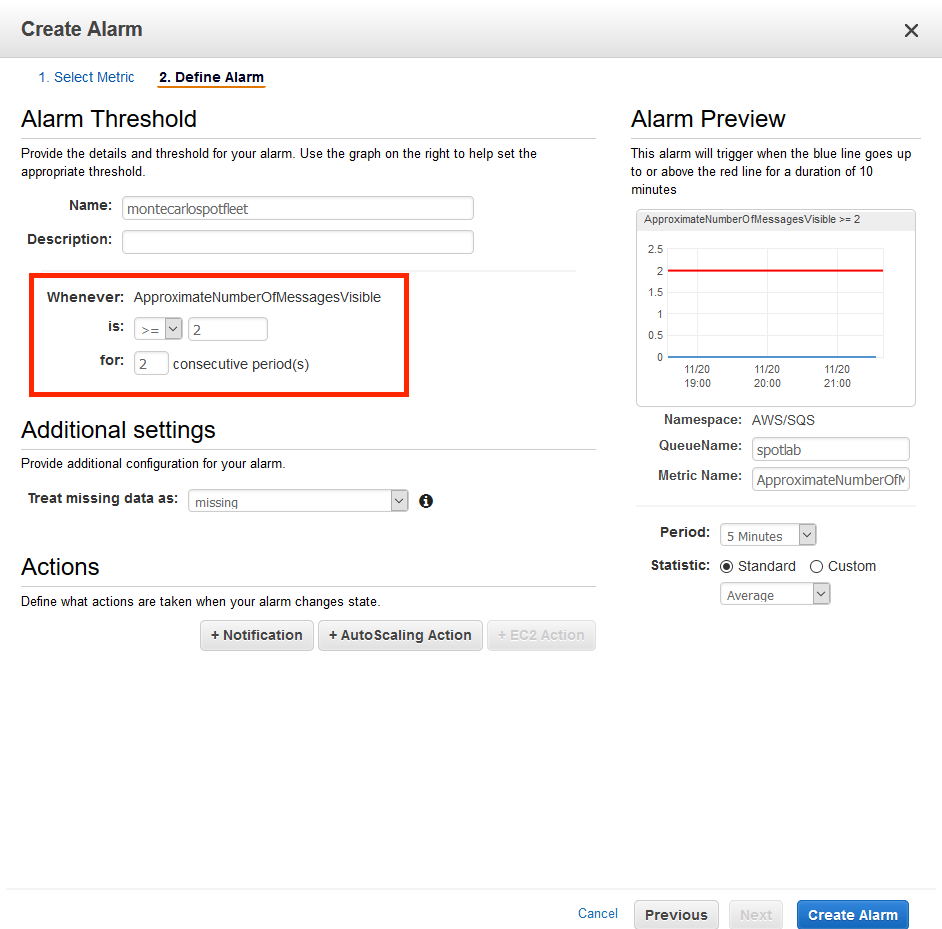 Create Alarm
1. Select Metric 2. Define Alarm
Alarm Threshold
Provide the details and threshold for your alarm. Use the graph on the right to help set the
appropriate threshold.
Name: montecarlospotfleet
Description:
Whenever: ApproximateNumberOfMessagesVisible
is: >= 2
for: 2 consecutive period(s)
Additional settings
Provide additional configuration for your alarm.
Treat missing data as: missing
Actions
Define what actions are taken when your alarm changes state.
+ Notification + AutoScaling Action + EC2 Action
Alarm Preview
This alarm will trigger when the blue line goes up
to or above the red line for a duration of 10
minutes
ApproximateNumberOfMessagesVisible >= 2
2.5
2
1.5
1
0.5
0
11/20 11/20 11/20
19:00 20:00 21:00
Namespace: AWS/SQS
QueueName: spotlab
Metric Name: ApproximateNumberOfM
Period: 5 Minutes
Statistic: Standard Custom
Average
Cancel Previous Next Create Alarm